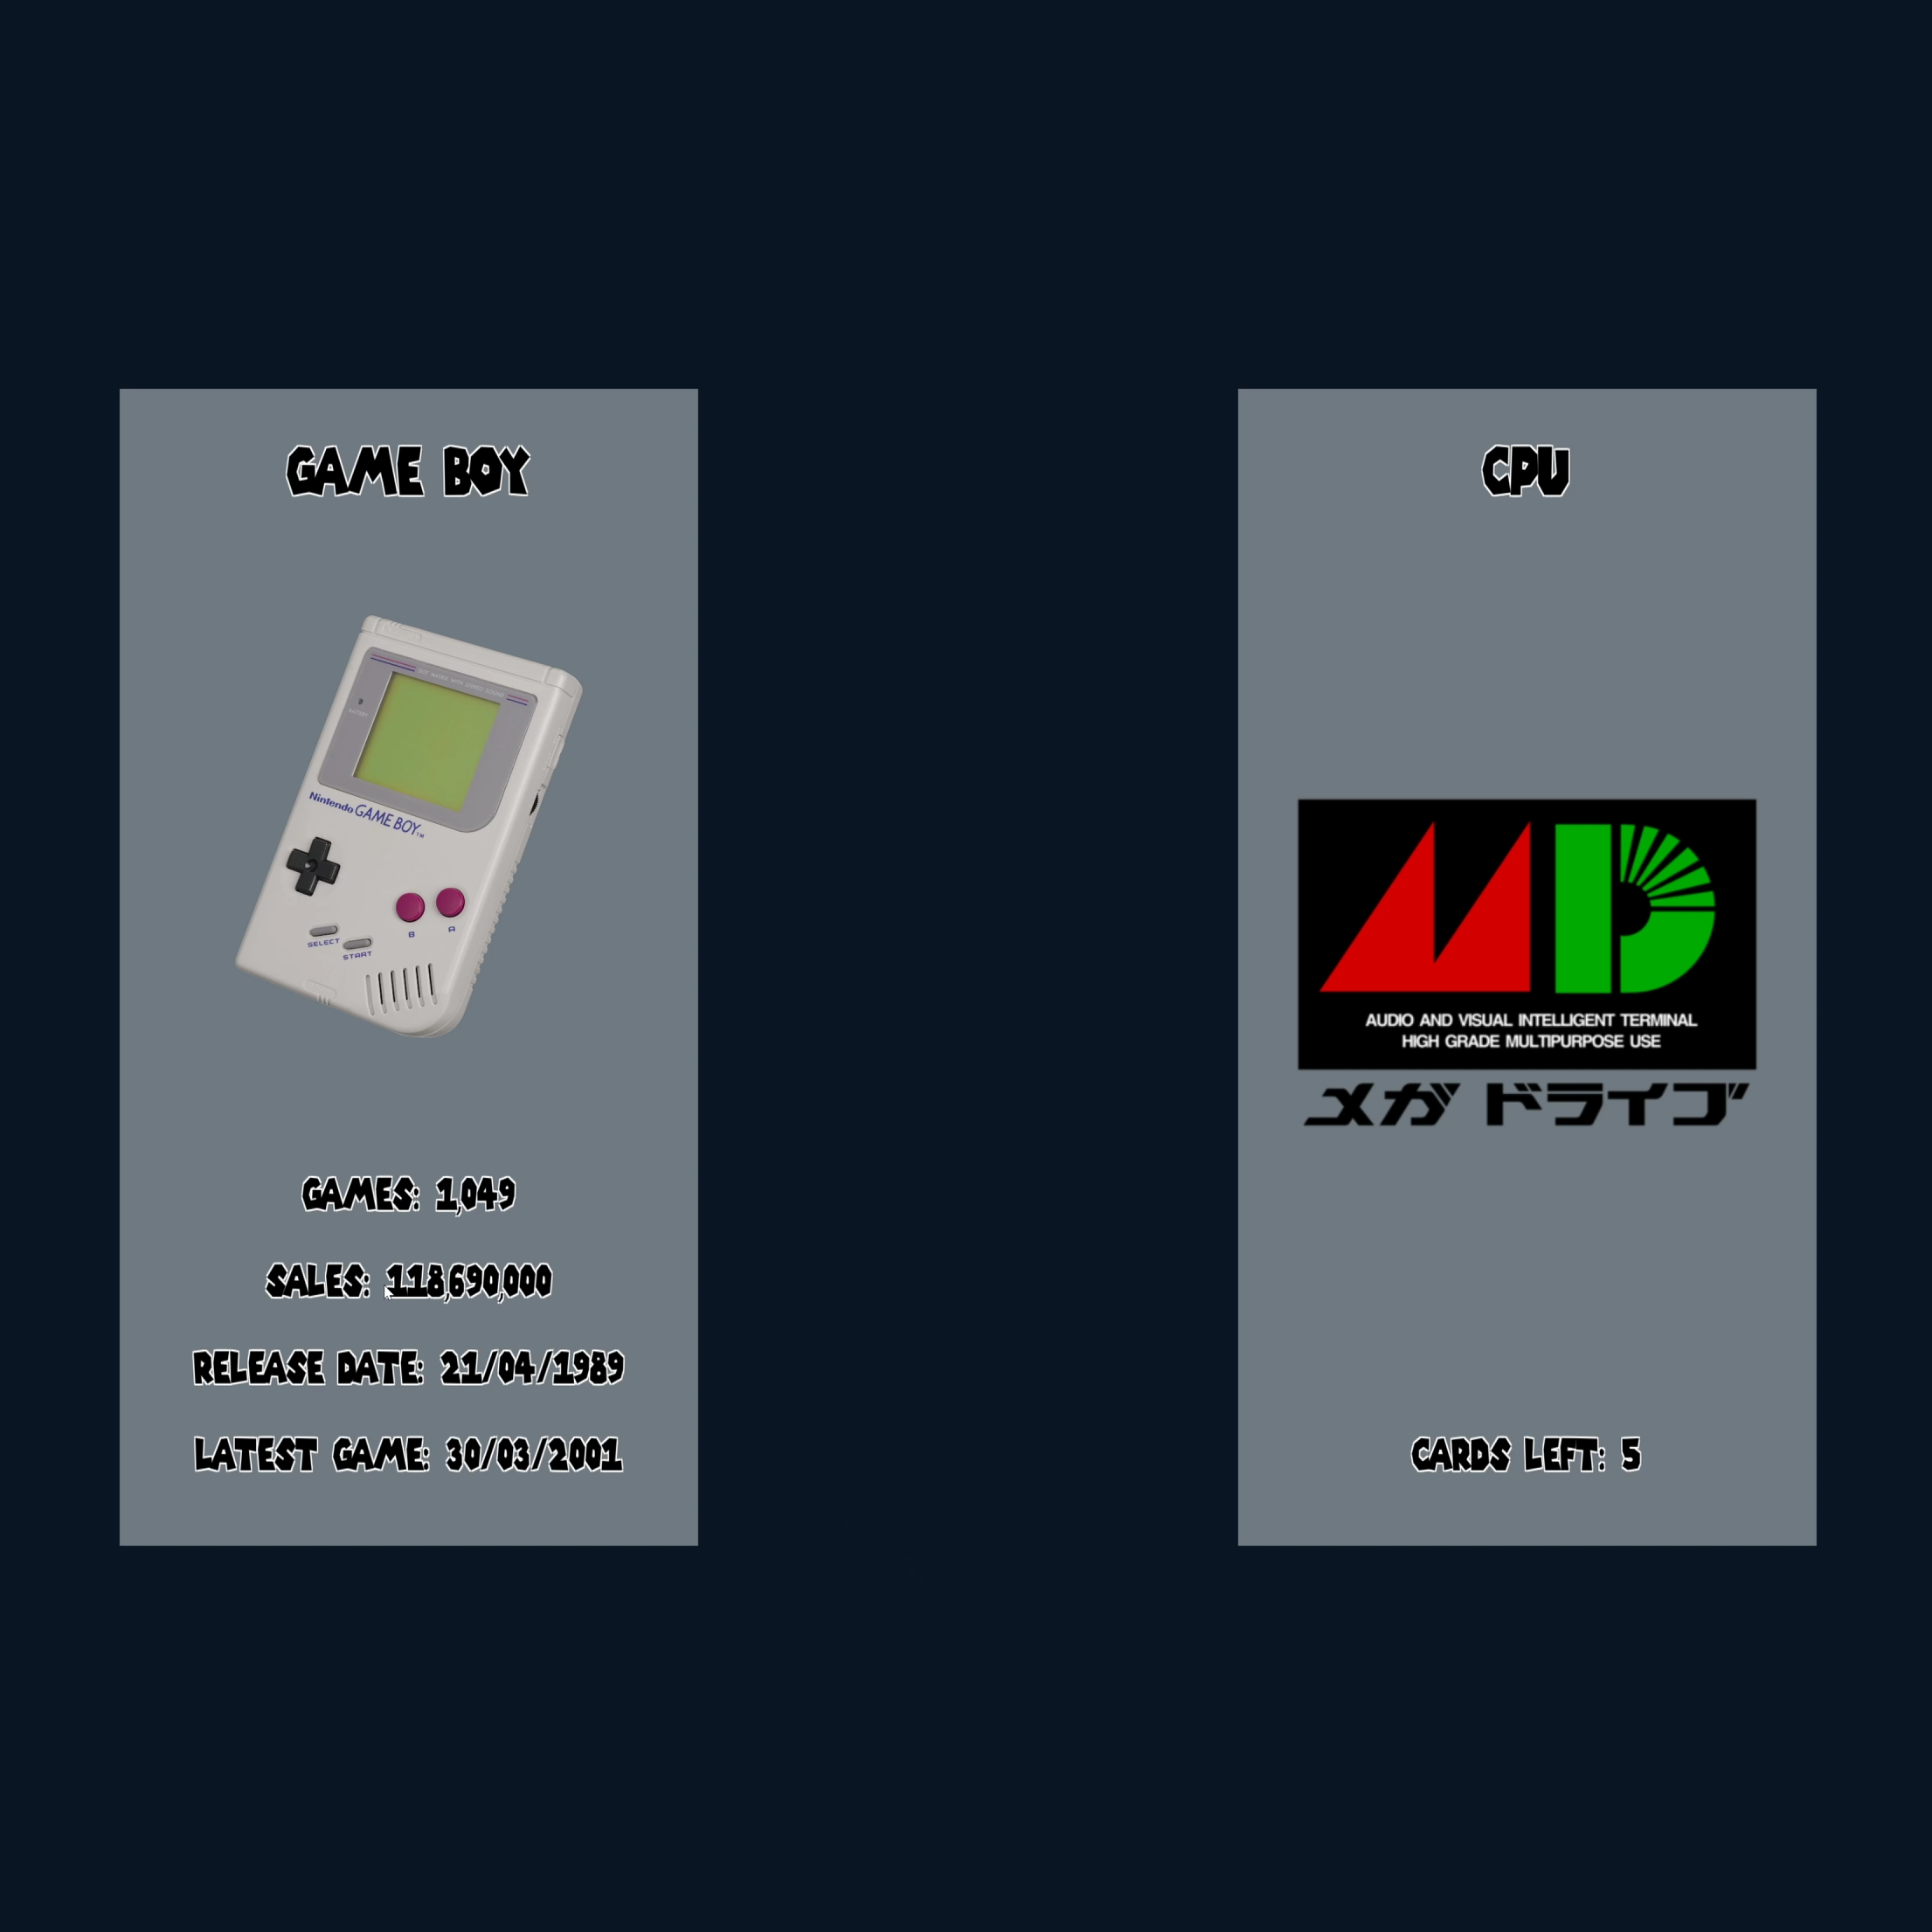 GAME BOY
Nintendo GAME BOY™
B
A
SELECT
START
GAMES: 1,049
SALES: 118,690,000
RELEASE DATE: 21/04/1989
LATEST GAME: 30/03/2001
CPU
MD
AUDIO AND VISUAL INTELLIGENT TERMINAL
HIGH GRADE MULTIPURPOSE USE
メガドライブ
CARDS LEFT: 5